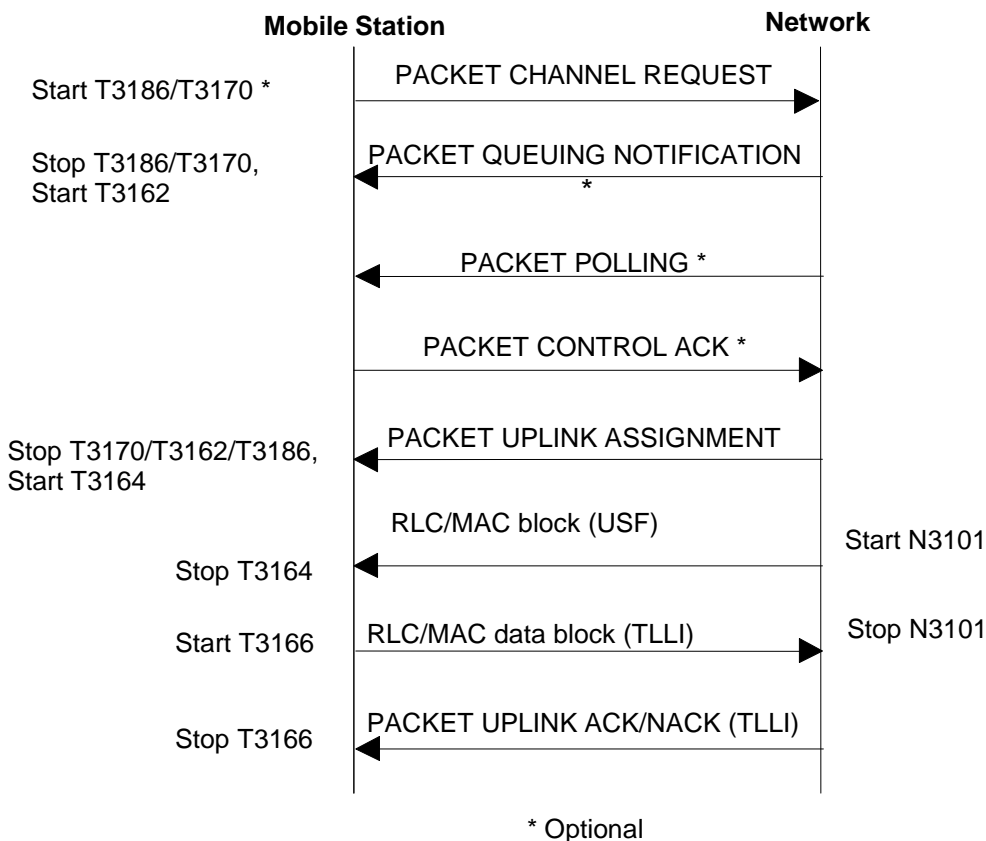 Mobile Station
Network
PACKET CHANNEL REQUEST
Start T3186/T3170 *
PACKET QUEUING NOTIFICATION
*
Stop T3186/T3170,
Start T3162
PACKET POLLING *
PACKET CONTROL ACK *
PACKET UPLINK ASSIGNMENT
Stop T3170/T3162/T3186,
Start T3164
RLC/MAC block (USF)
Start N3101
Stop T3164
RLC/MAC data block (TLLI)
Stop N3101
Start T3166
PACKET UPLINK ACK/NACK (TLLI)
Stop T3166
* Optional